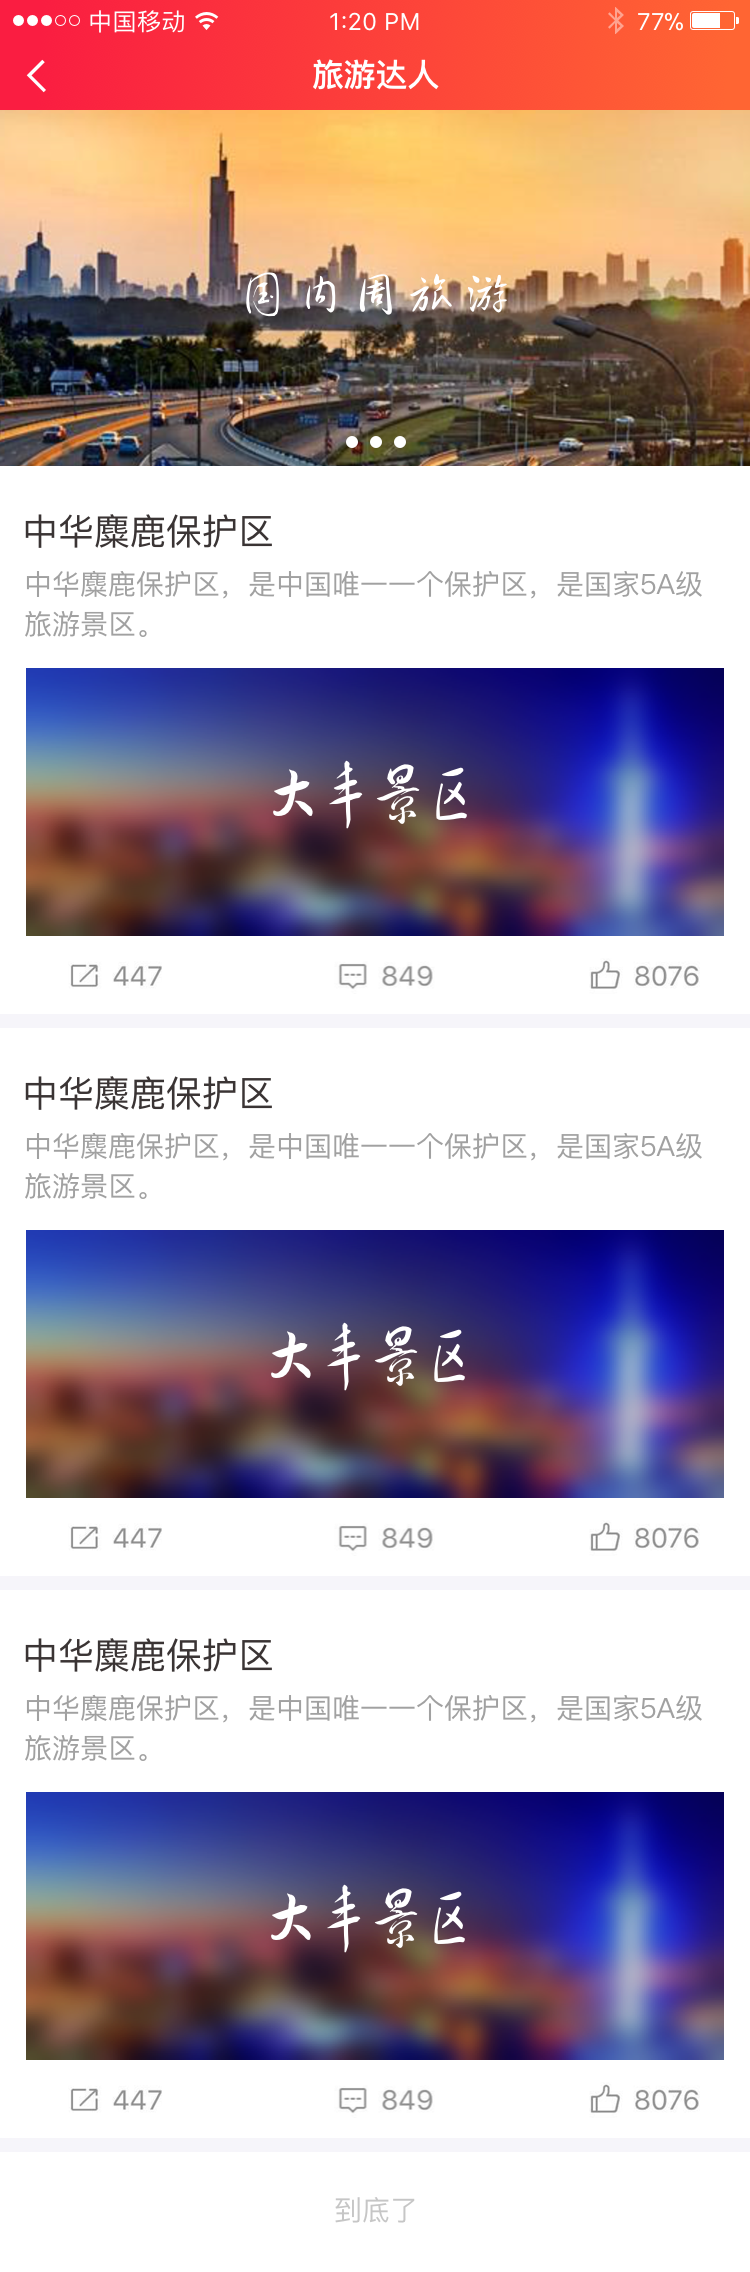 中国移动 1:20 PM 77%
旅游达人
国内周旅游
中华麋鹿保护区
中华麋鹿保护区，是中国唯一一个保护区，是国家5A级
旅游景区。
大丰景区
447 849 8076
中华麋鹿保护区
中华麋鹿保护区，是中国唯一一个保护区，是国家5A级
旅游景区。
大丰景区
447 849 8076
中华麋鹿保护区
中华麋鹿保护区，是中国唯一一个保护区，是国家5A级
旅游景区。
大丰景区
447 849 8076
到底了